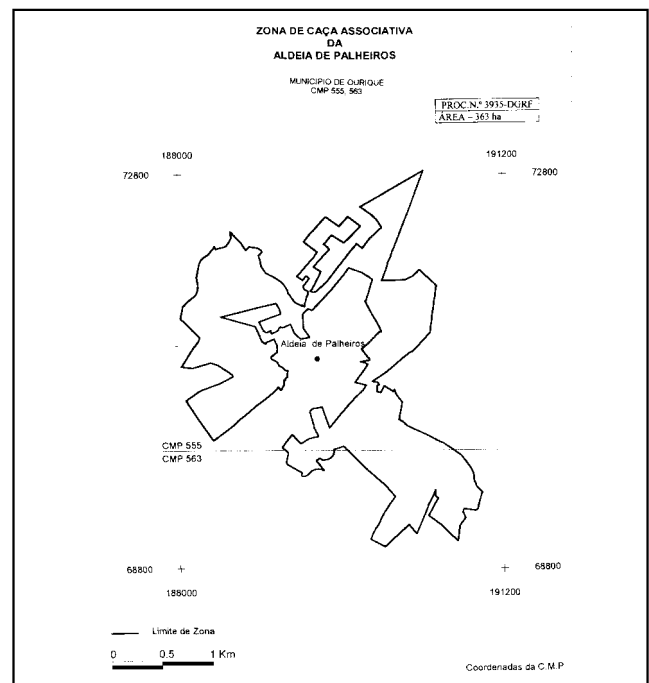 ZONA DE CAÇA ASSOCIATIVA
DA
ALDEIA DE PALHEIROS
MUNICIPIO DE OURIQUE
CMP 555, 563
PROC.N.º 3935-DGRF
ÁREA – 363 ha
188000
191200
72800
72800
Aldeia de Palheiros
CMP 555
CMP 563
68800
68800
188000
191200
Limite de Zona
0 0.5 1 Km
Coordenadas da C.M.P